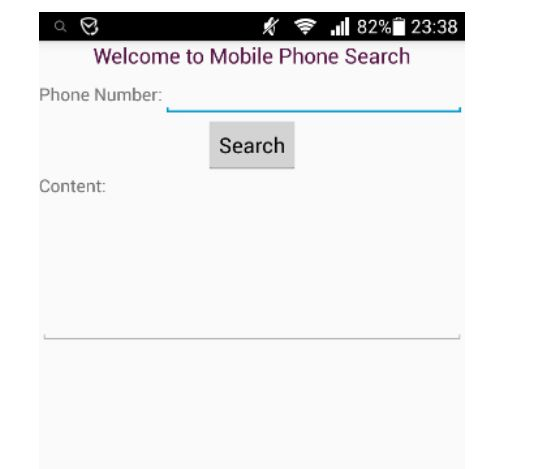 82% 23:38
Welcome to Mobile Phone Search
Phone Number:
Search
Content: